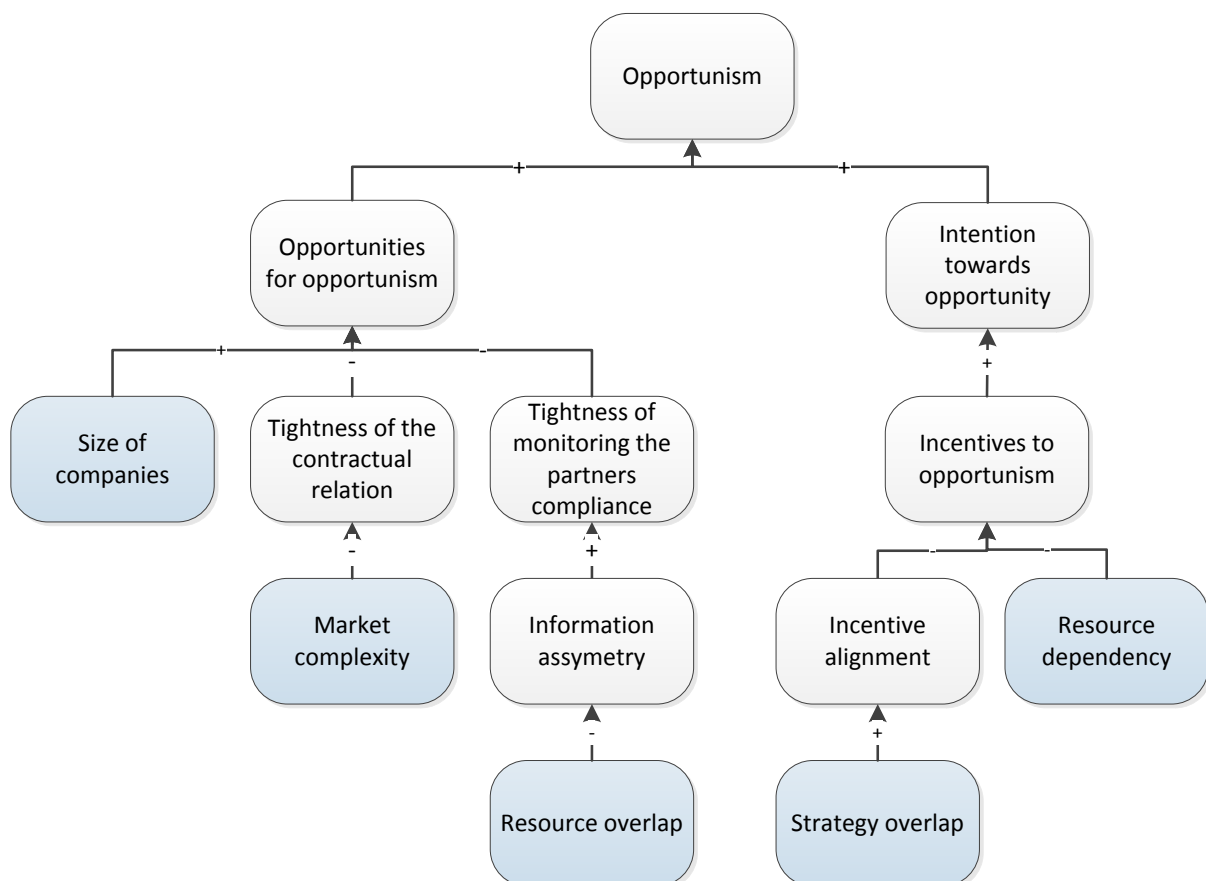 Opportunism
+
+
Opportunities
for opportunism
Intention
towards
opportunity
+
-
-
+
Size of
companies
Tightness of the
contractual
relation
Tightness of
monitoring the
partners
compliance
Incentives to
opportunism
-
+
-
-
Market
complexity
Information
assymetry
Incentive
alignment
Resource
dependency
-
+
Resource overlap
Strategy overlap